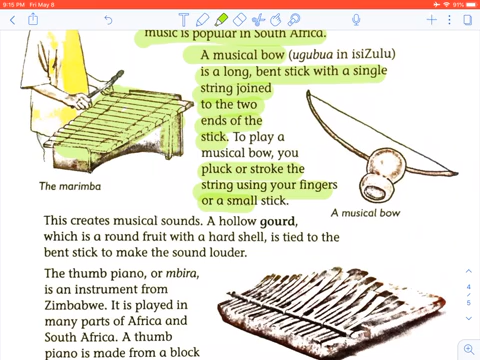 9:15 PM Fri May 8
91%
music is popular in South Africa.
A musical bow (ugubua in isiZulu)
is a long, bent stick with a single
string joined
to the two
ends of the
stick. To play a
musical bow, you
pluck or stroke the
string using your fingers
or a small stick.
The marimba
A musical bow
This creates musical sounds. A hollow gourd,
which is a round fruit with a hard shell, is tied to the
bent stick to make the sound louder.
The thumb piano, or mbira,
is an instrument from
Zimbabwe. It is played in
many parts of Africa and
South Africa. A thumb
piano is made from a block
4
5